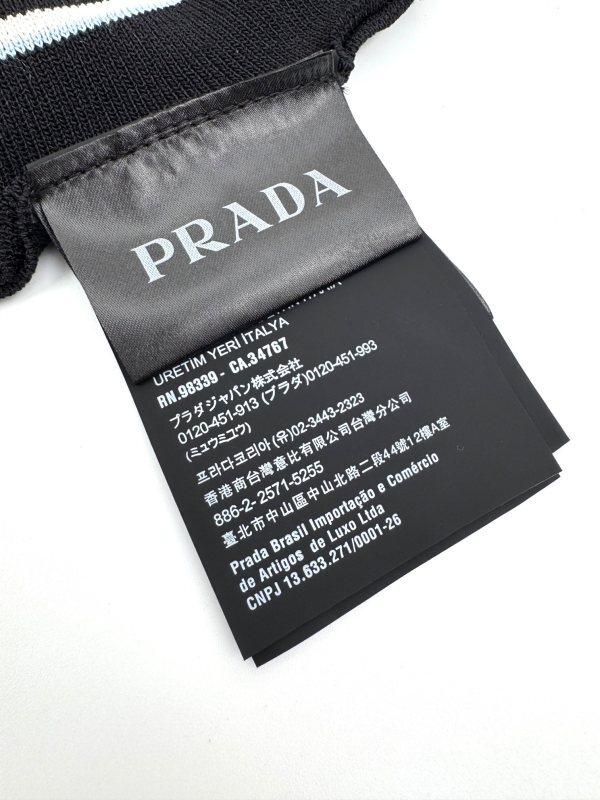 PRADA
ÜRETİM YERİ İTALYA
RN.98339 - CA.34767
プラダジャパン株式会社
0120-451-913 (プラダ) 0120-451-993
(ミュウミュウ)
프라다코리아 (유)02-3443-2323
香港商台灣意比有限公司台灣分公司
886-2- 2571-5255
臺北市中山區中山北路二段44號12樓A室
Prada Brasil Importação e Comércio
de Artigos de Luxo Ltda
CNPJ 13.633.271/0001-26